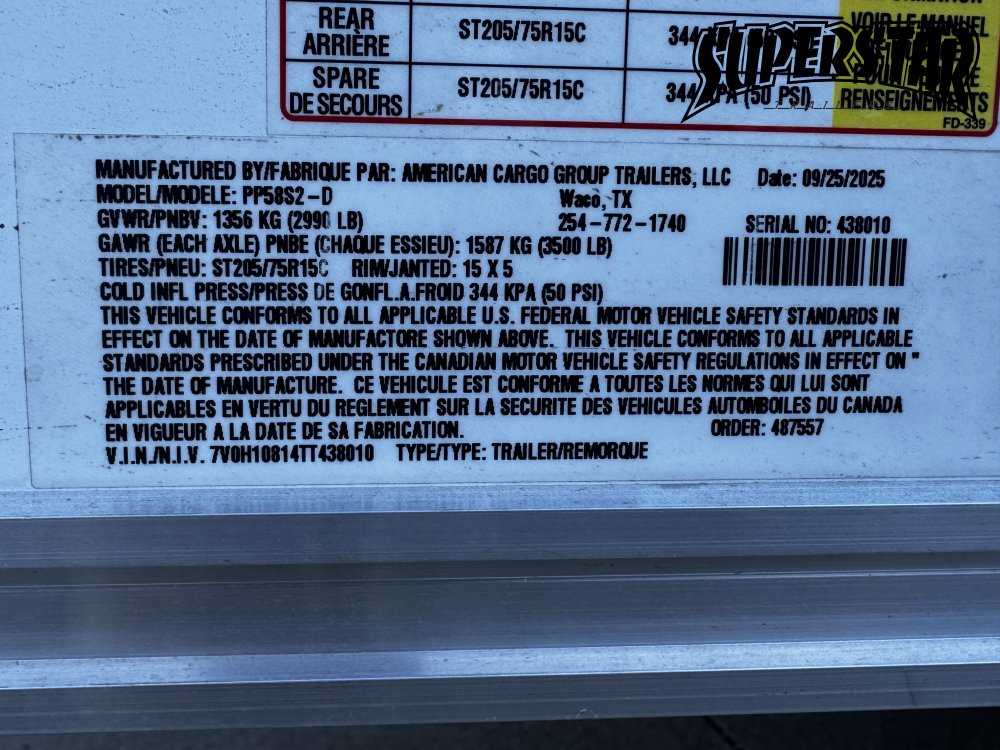 REAR
ARRIÈRE
ST205/75R15C
344
VOIR LE MANUEL
SUPERSTAR
SPARE
DE SECOURS
ST205/75R15C
344 KPA (50 PSI)
RENSEIGNEMENTS
FD-339
MANUFACTURED BY/FABRIQUE PAR: AMERICAN CARGO GROUP TRAILERS, LLC Date: 09/25/2025
MODEL/MODELE: PP58S2-D Waco, TX
GVWR/PNBV: 1356 KG (2990 LB) 254-772-1740 SERIAL NO: 438010
GAWR (EACH AXLE) PNBE (CHAQUE ESSIEU): 1587 KG (3500 LB)
TIRES/PNEU: ST205/75R15C RIM/JANTED: 15 X 5
COLD INFL PRESS/PRESS DE GONFL.A.FROID 344 KPA (50 PSI)
THIS VEHICLE CONFORMS TO ALL APPLICABLE U.S. FEDERAL MOTOR VEHICLE SAFETY STANDARDS IN
EFFECT ON THE DATE OF MANUFACTORE SHOWN ABOVE. THIS VEHICLE CONFORMS TO ALL APPLICABLE
STANDARDS PRESCRIBED UNDER THE CANADIAN MOTOR VEHICLE SAFETY REGULATIONS IN EFFECT ON "
THE DATE OF MANUFACTURE. CE VEHICULE EST CONFORME A TOUTES LES NORMES QUI LUI SONT
APPLICABLES EN VERTU DU REGLEMENT SUR LA SECURITE DES VEHICULES AUTOMBOILES DU CANADA
EN VIGUEUR A LA DATE DE SA FABRICATION. ORDER: 487557
V.I.N./N.I.V. 7V0H10814TT438010 TYPE/TYPE: TRAILER/REMORQUE